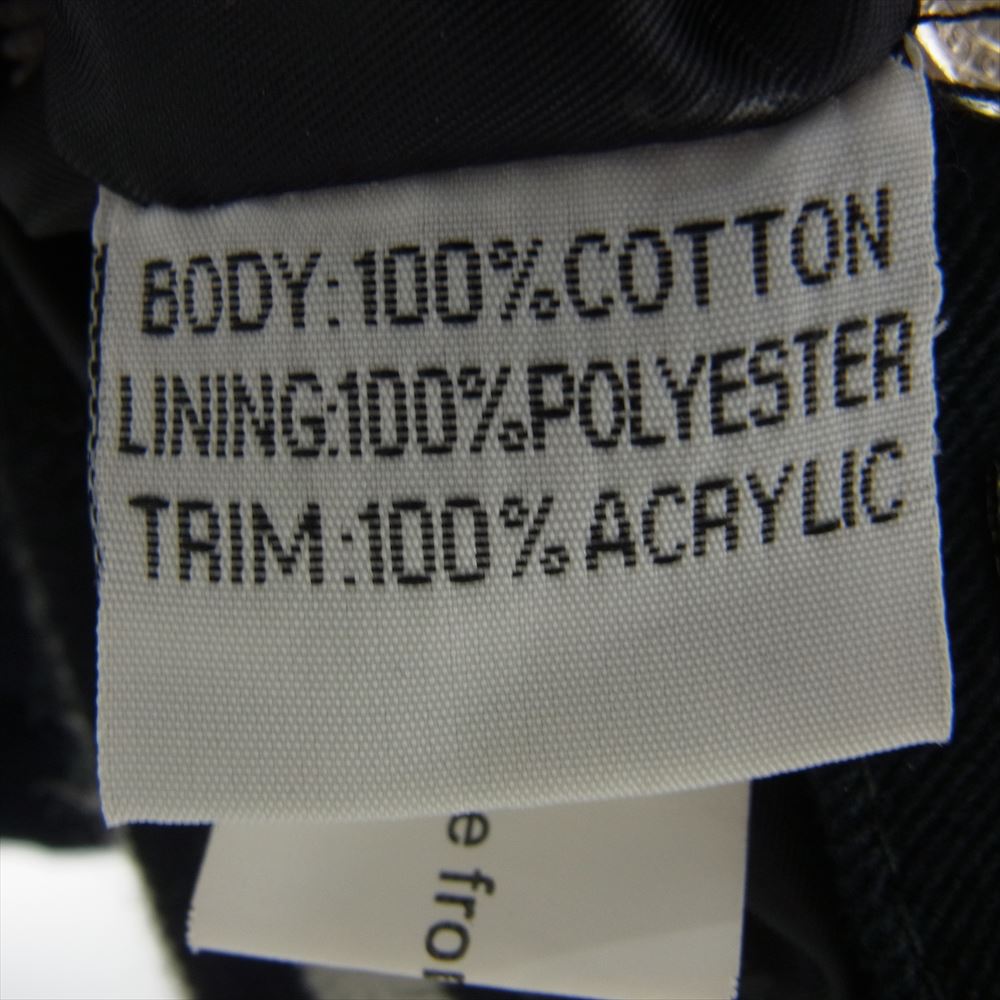 BODY:100%COTTON
LINING:100%POLYESTER
TRIM:100%ACRYLIC
e fro